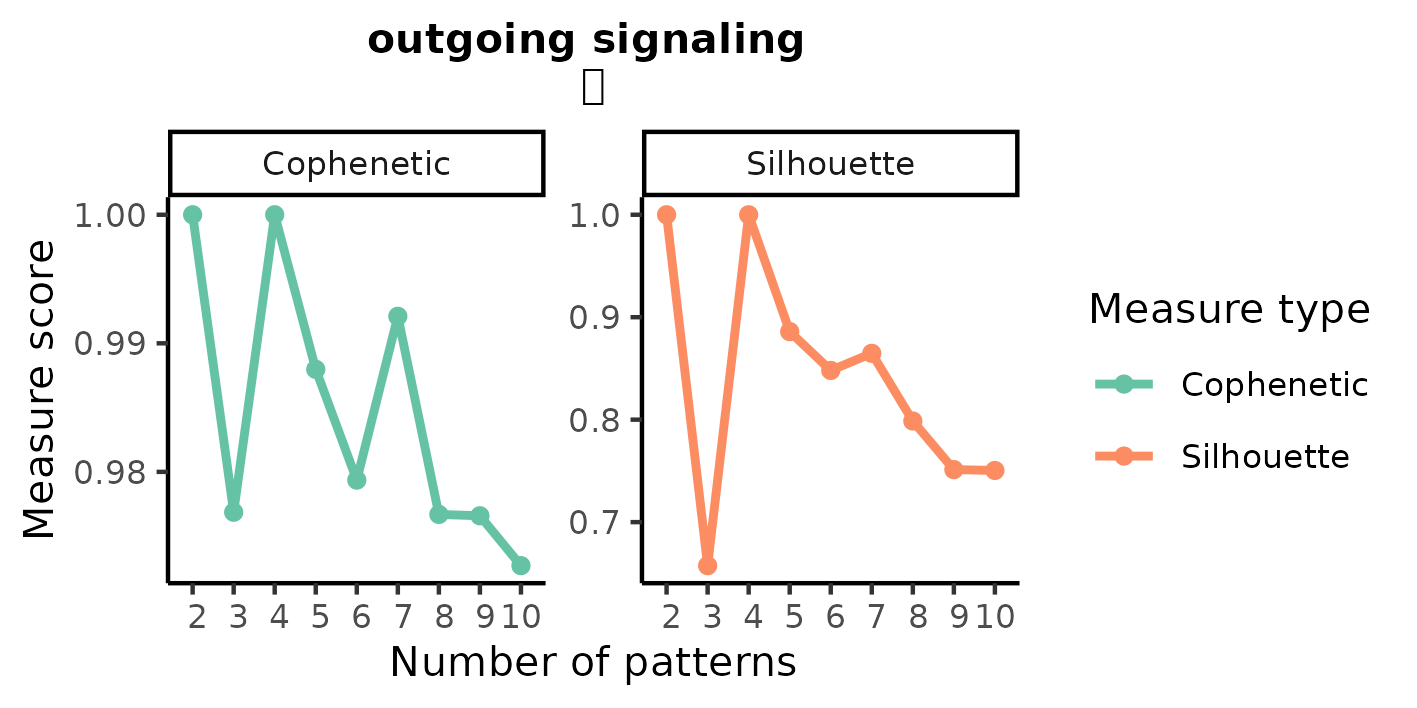 outgoing signaling
Cophenetic
Silhouette
Measure score
1.00
0.99
0.98
1.0
0.9
0.8
0.7
2 3 4 5 6 7 8 9 10
2 3 4 5 6 7 8 9 10
Number of patterns
Measure type
Cophenetic
Silhouette